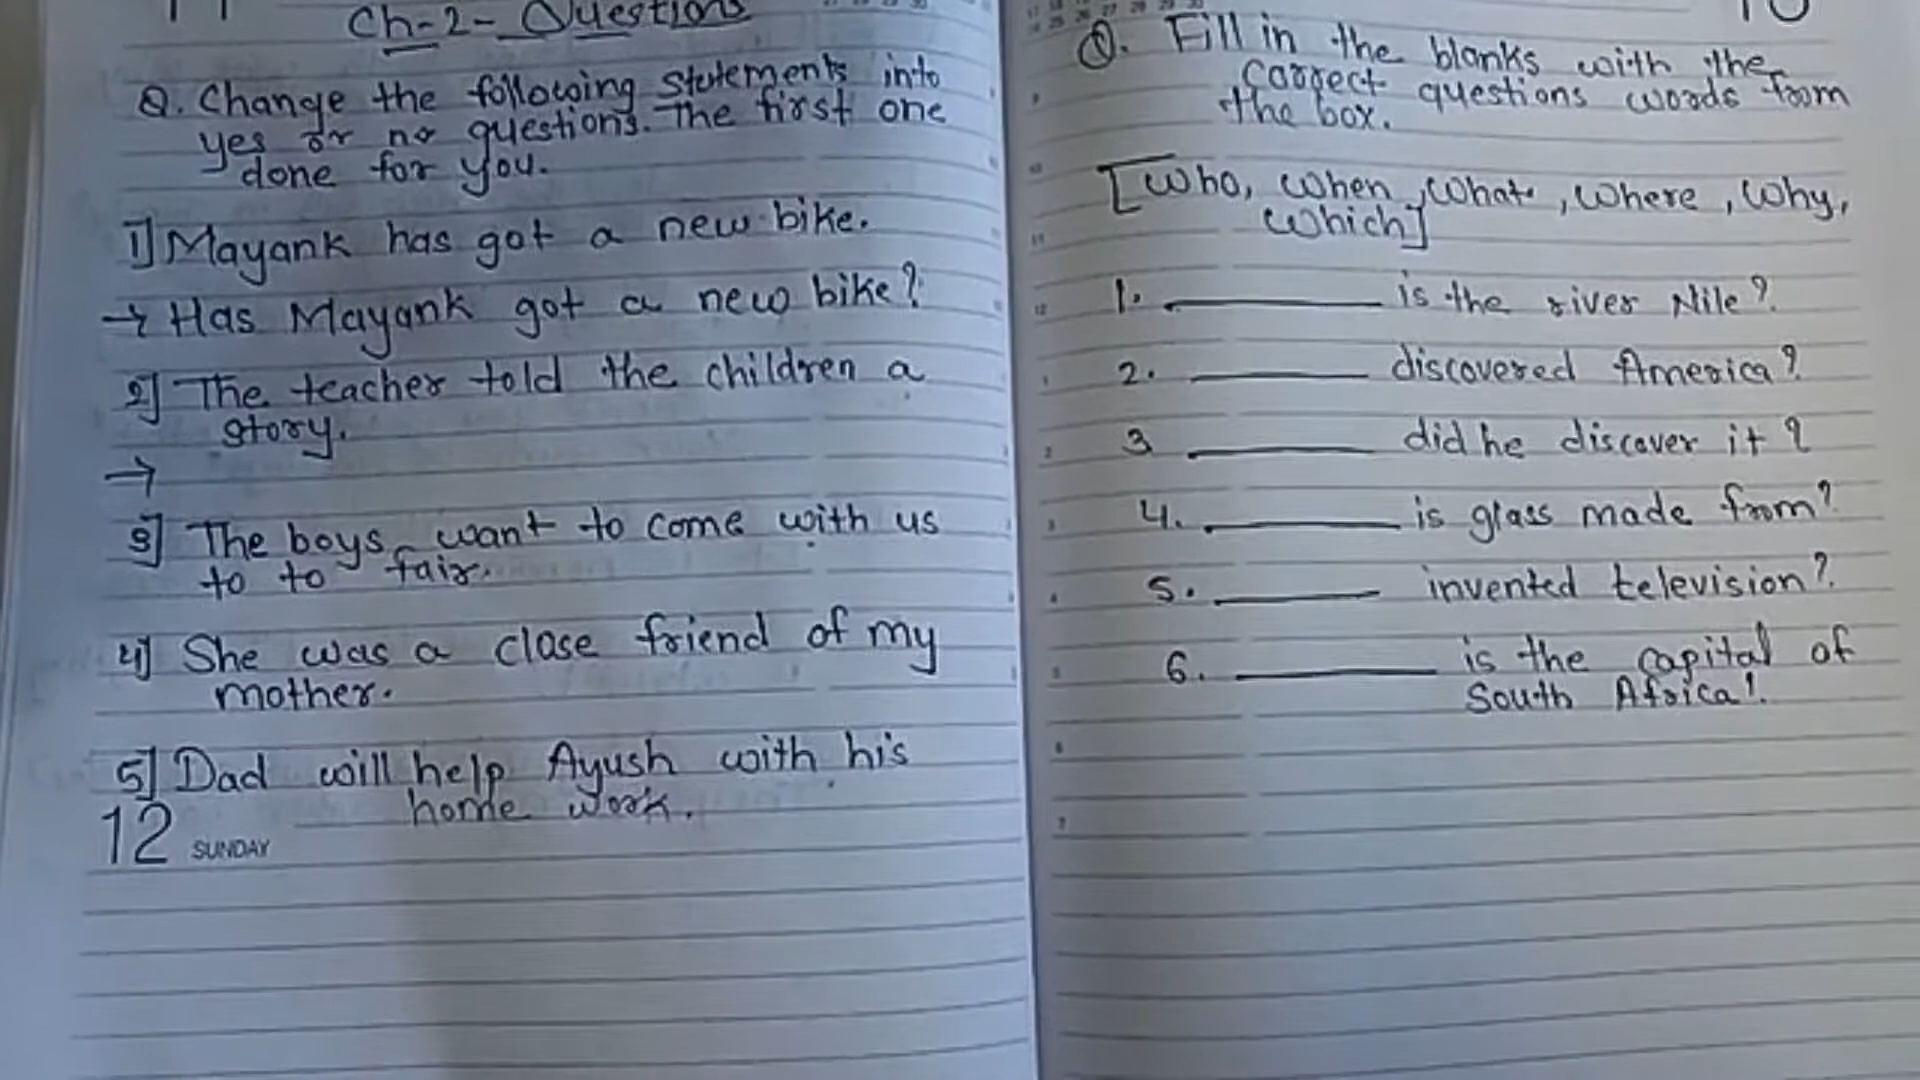 Ch-2- Questions
Q. Change the following statements into
yes or no questions. The first one
done for you.
1] Mayank has got a new bike.
→ Has Mayank got a new bike?
2] The teacher told the children a
story.
→
3] The boys want to come with us
to to fair.
4] She was a close friend of my
mother.
5] Dad will help Ayush with his
home work.
12 SUNDAY
Q. Fill in the blanks with the
correct questions words from
the box.
[Who, When, What, Where, Why,
Which]
1. ________ is the river Nile?
2. ________ discovered America?
3 ________ did he discover it?
4. ________ is glass made from?
5. ________ invented television?
6. ________ is the capital of
South Africa?